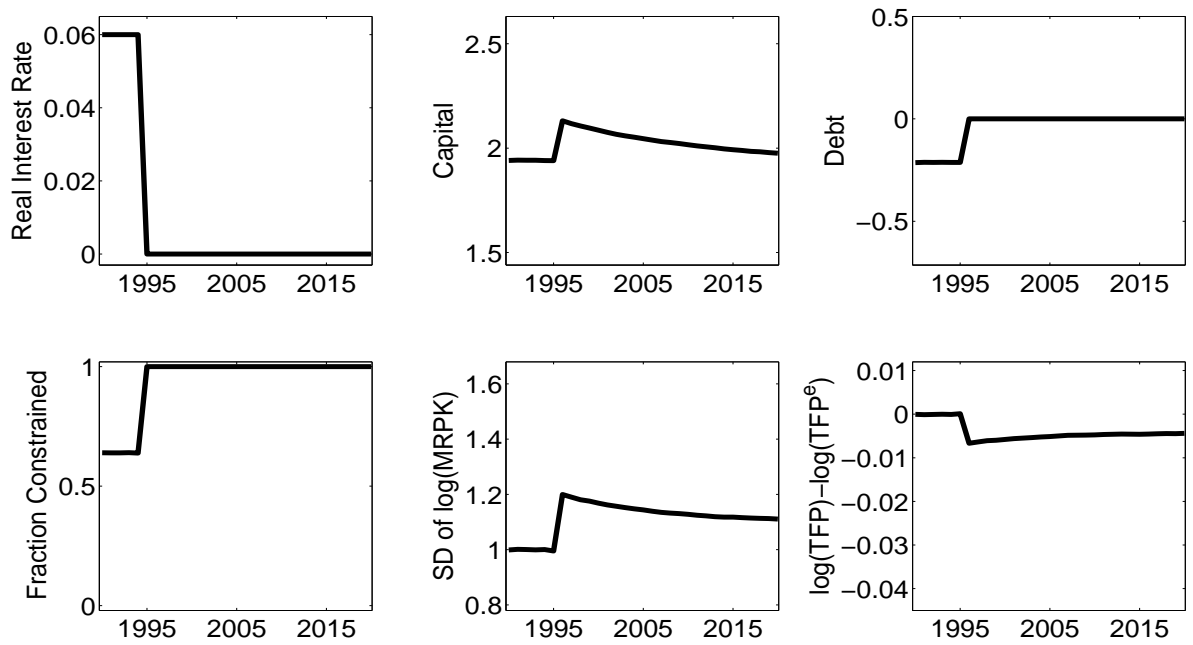 Real Interest Rate
0.06
0.04
0.02
0
1995 2005 2015
Capital
2.5
2
1.5
1995 2005 2015
Debt
0.5
0
−0.5
1995 2005 2015
Fraction Constrained
1
0.5
0
1995 2005 2015
SD of log(MRPK)
1.6
1.4
1.2
1
0.8
1995 2005 2015
log(TFP)−log(TFPᵉ)
0.01
0
−0.01
−0.02
−0.03
−0.04
1995 2005 2015